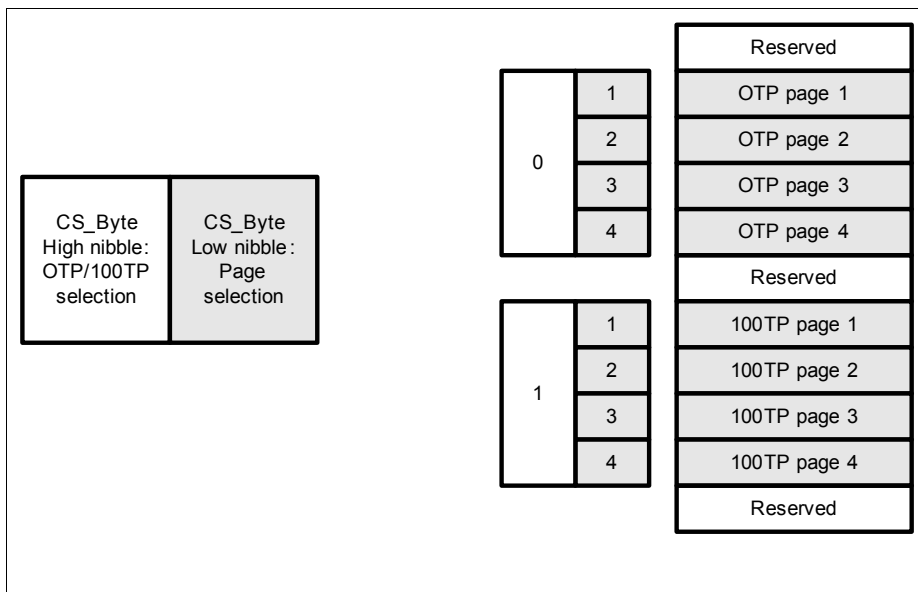 CS_Byte
High nibble:
OTP/100TP
selection
CS_Byte
Low nibble:
Page
selection
0
1
2
3
4
1
1
2
3
4
Reserved
OTP page 1
OTP page 2
OTP page 3
OTP page 4
Reserved
100TP page 1
100TP page 2
100TP page 3
100TP page 4
Reserved